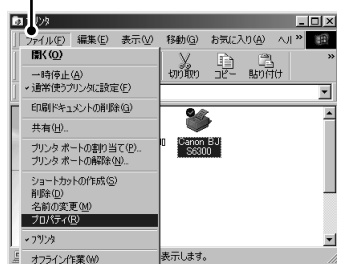 プリンタ
ファイル(F) 編集(E) 表示(V) 移動(G) お気に入り(A) ヘル »
開く(O)
一時停止(A)
通常使うプリンタに設定(F)
印刷ドキュメントの削除(G)
共有(H)...
プリンタ ポートの割り当て(P)...
プリンタ ポートの解除(N)...
ショートカットの作成(S)
削除(D)
名前の変更(M)
プロパティ(R)
プリンタ
オフライン作業(W)
切り取り コピー 貼り付け »
Canon BJ
S6300
表示します。